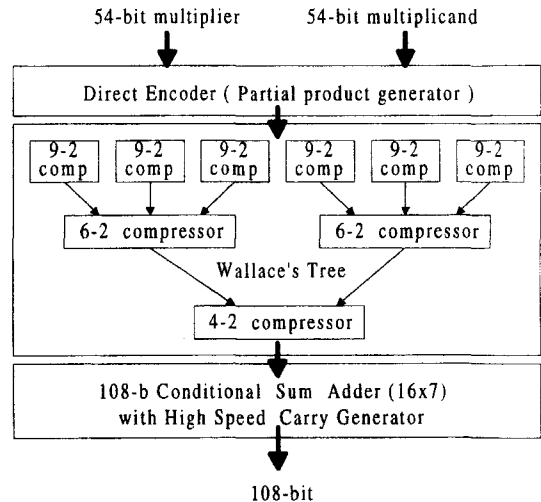 54-bit multiplier 54-bit multiplicand
Direct Encoder ( Partial product generator )
9-2 comp
9-2 comp
9-2 comp
9-2 comp
9-2 comp
9-2 comp
6-2 compressor
6-2 compressor
Wallace's Tree
4-2 compressor
108-b Conditional Sum Adder (16x7)
with High Speed Carry Generator
108-bit